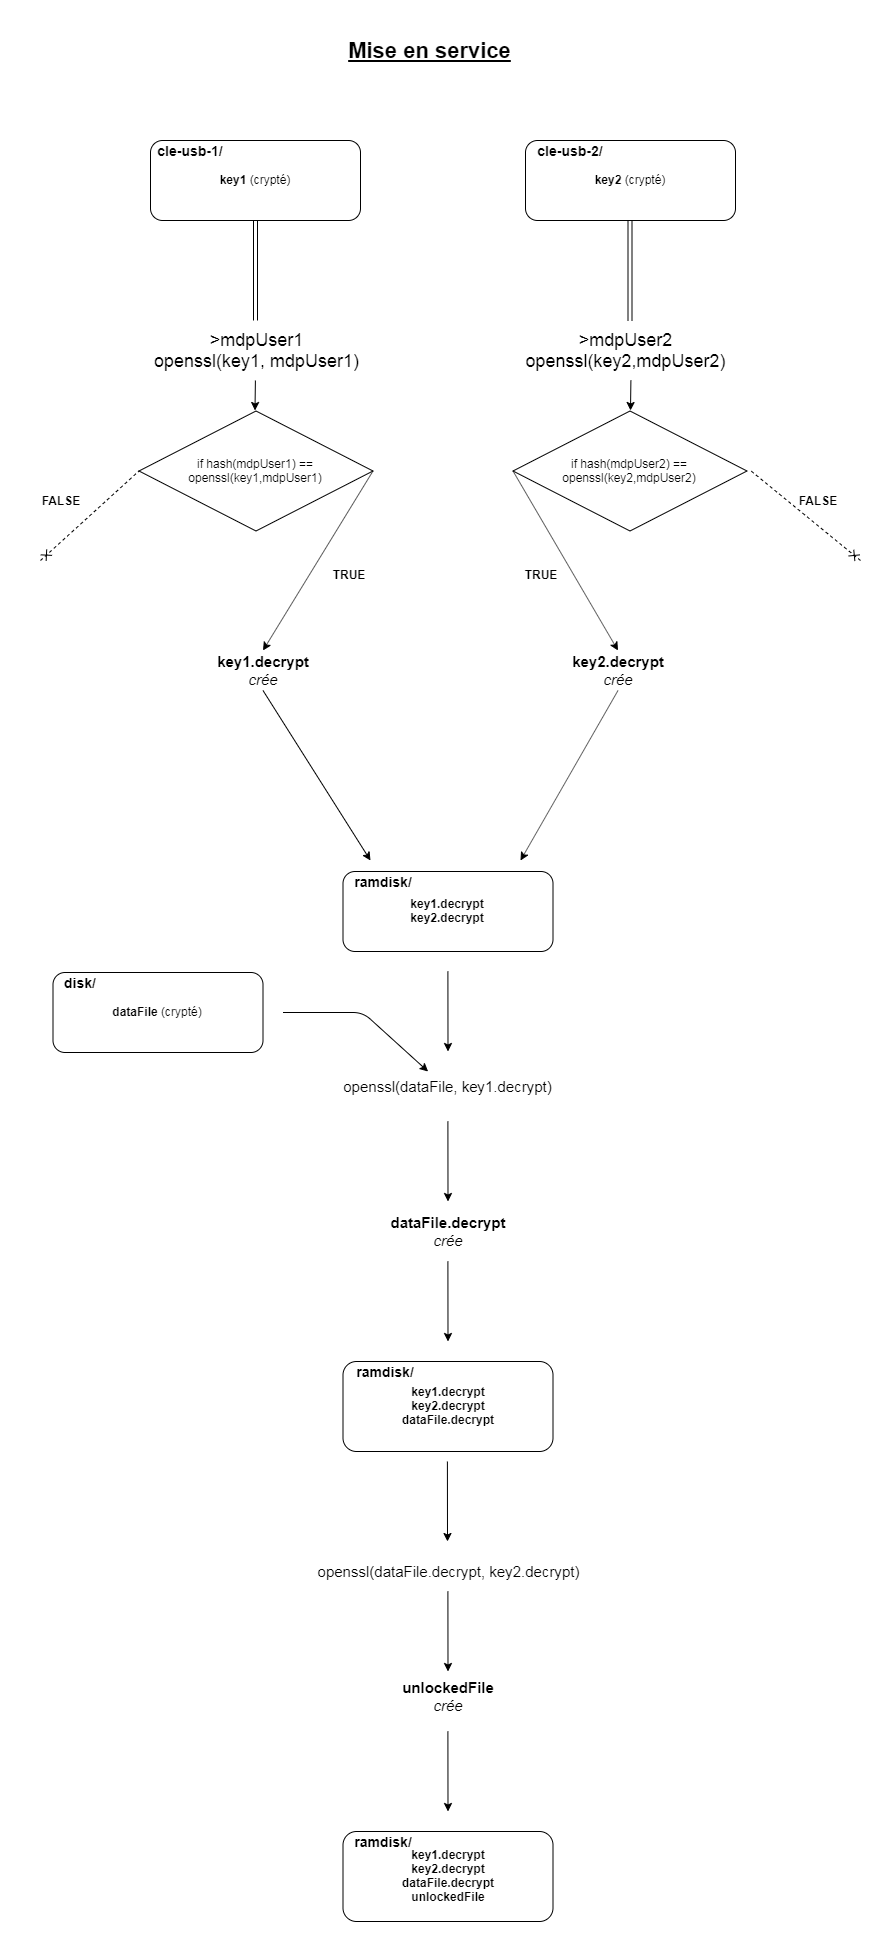 Mise en service
cle-usb-1/
key1 (crypté)
cle-usb-2/
key2 (crypté)
>mdpUser1
openssl(key1, mdpUser1)
>mdpUser2
openssl(key2,mdpUser2)
if hash(mdpUser1) ==
openssl(key1,mdpUser1)
if hash(mdpUser2) ==
openssl(key2,mdpUser2)
FALSE
FALSE
TRUE
TRUE
key1.decrypt
crée
key2.decrypt
crée
ramdisk/
key1.decrypt
key2.decrypt
disk/
dataFile (crypté)
openssl(dataFile, key1.decrypt)
dataFile.decrypt
crée
ramdisk/
key1.decrypt
key2.decrypt
dataFile.decrypt
openssl(dataFile.decrypt, key2.decrypt)
unlockedFile
crée
ramdisk/
key1.decrypt
key2.decrypt
dataFile.decrypt
unlockedFile